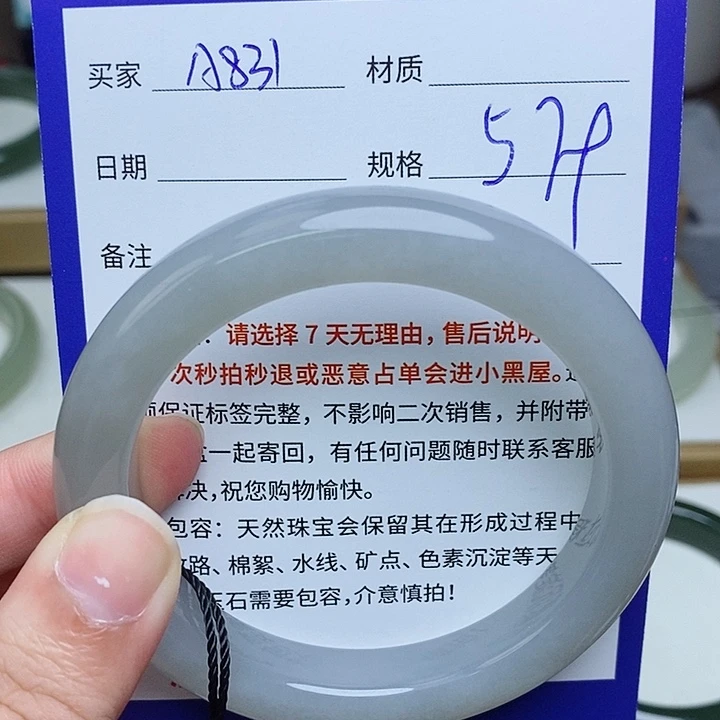 买家 A831 材质
日期 规格 57
备注
: 请选择 7 天无理由, 售后说明
次秒拍秒退或恶意占单会进小黑屋。
保证标签完整，不影响二次销售，并附带
一起寄回，有任何问题随时联系客服
决,祝您购物愉快。
包容：天然珠宝会保留其在形成过程中
路、棉絮、水线、矿点、色素沉淀等天
玉石需要包容,介意慎拍！